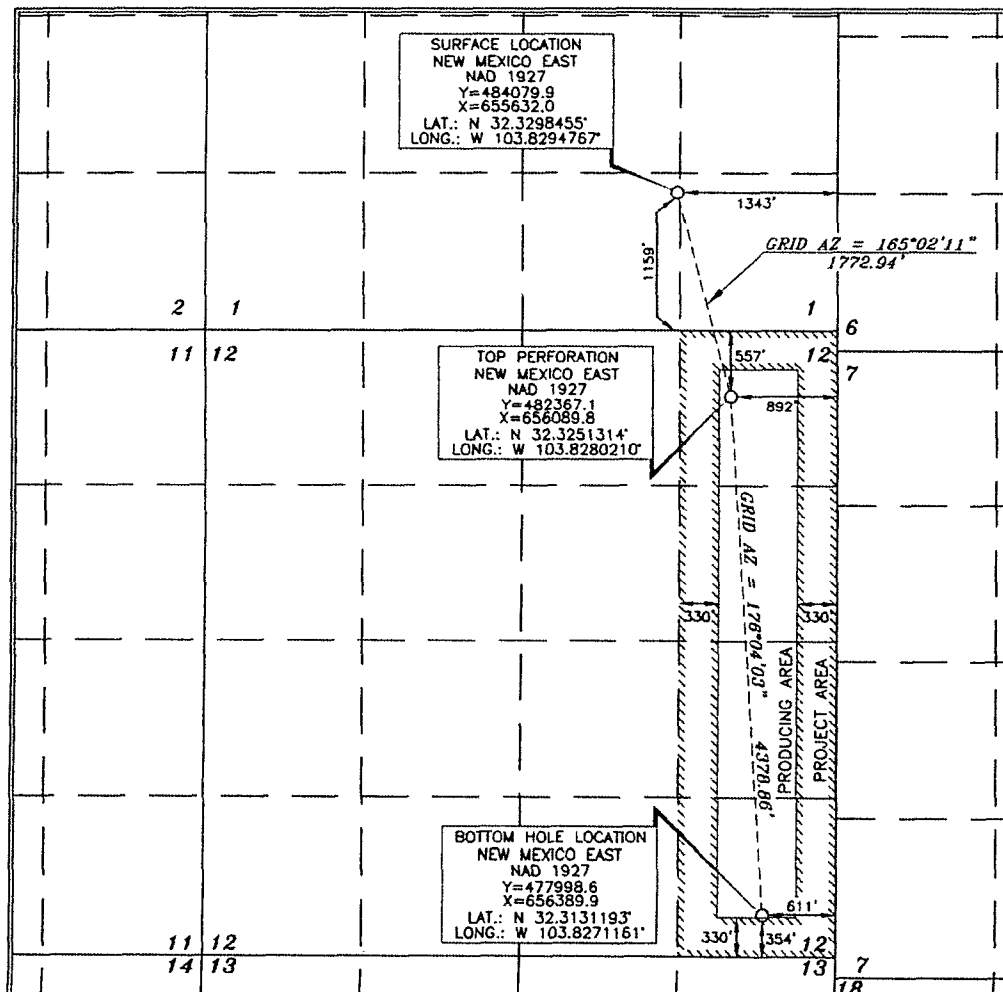 SURFACE LOCATION
NEW MEXICO EAST
NAD 1927
Y=484079.9
X=655632.0
LAT.: N 32.3298455°
LONG.: W 103.8294767°
1343'
1159'
GRID AZ = 165°02'11"
1772.94'
2 1
1
6
11 12
12
7
557'
TOP PERFORATION
NEW MEXICO EAST
NAD 1927
Y=482367.1
X=656089.8
LAT.: N 32.3251314°
LONG.: W 103.8280210°
892'
GRID AZ = 176°04'03" 4378.86'
330'
330'
PRODUCING AREA
PROJECT AREA
BOTTOM HOLE LOCATION
NEW MEXICO EAST
NAD 1927
Y=477998.6
X=656389.9
LAT.: N 32.3131193°
LONG.: W 103.8271161°
611'
330'
354'
11 12
12
14 13
13
7
18